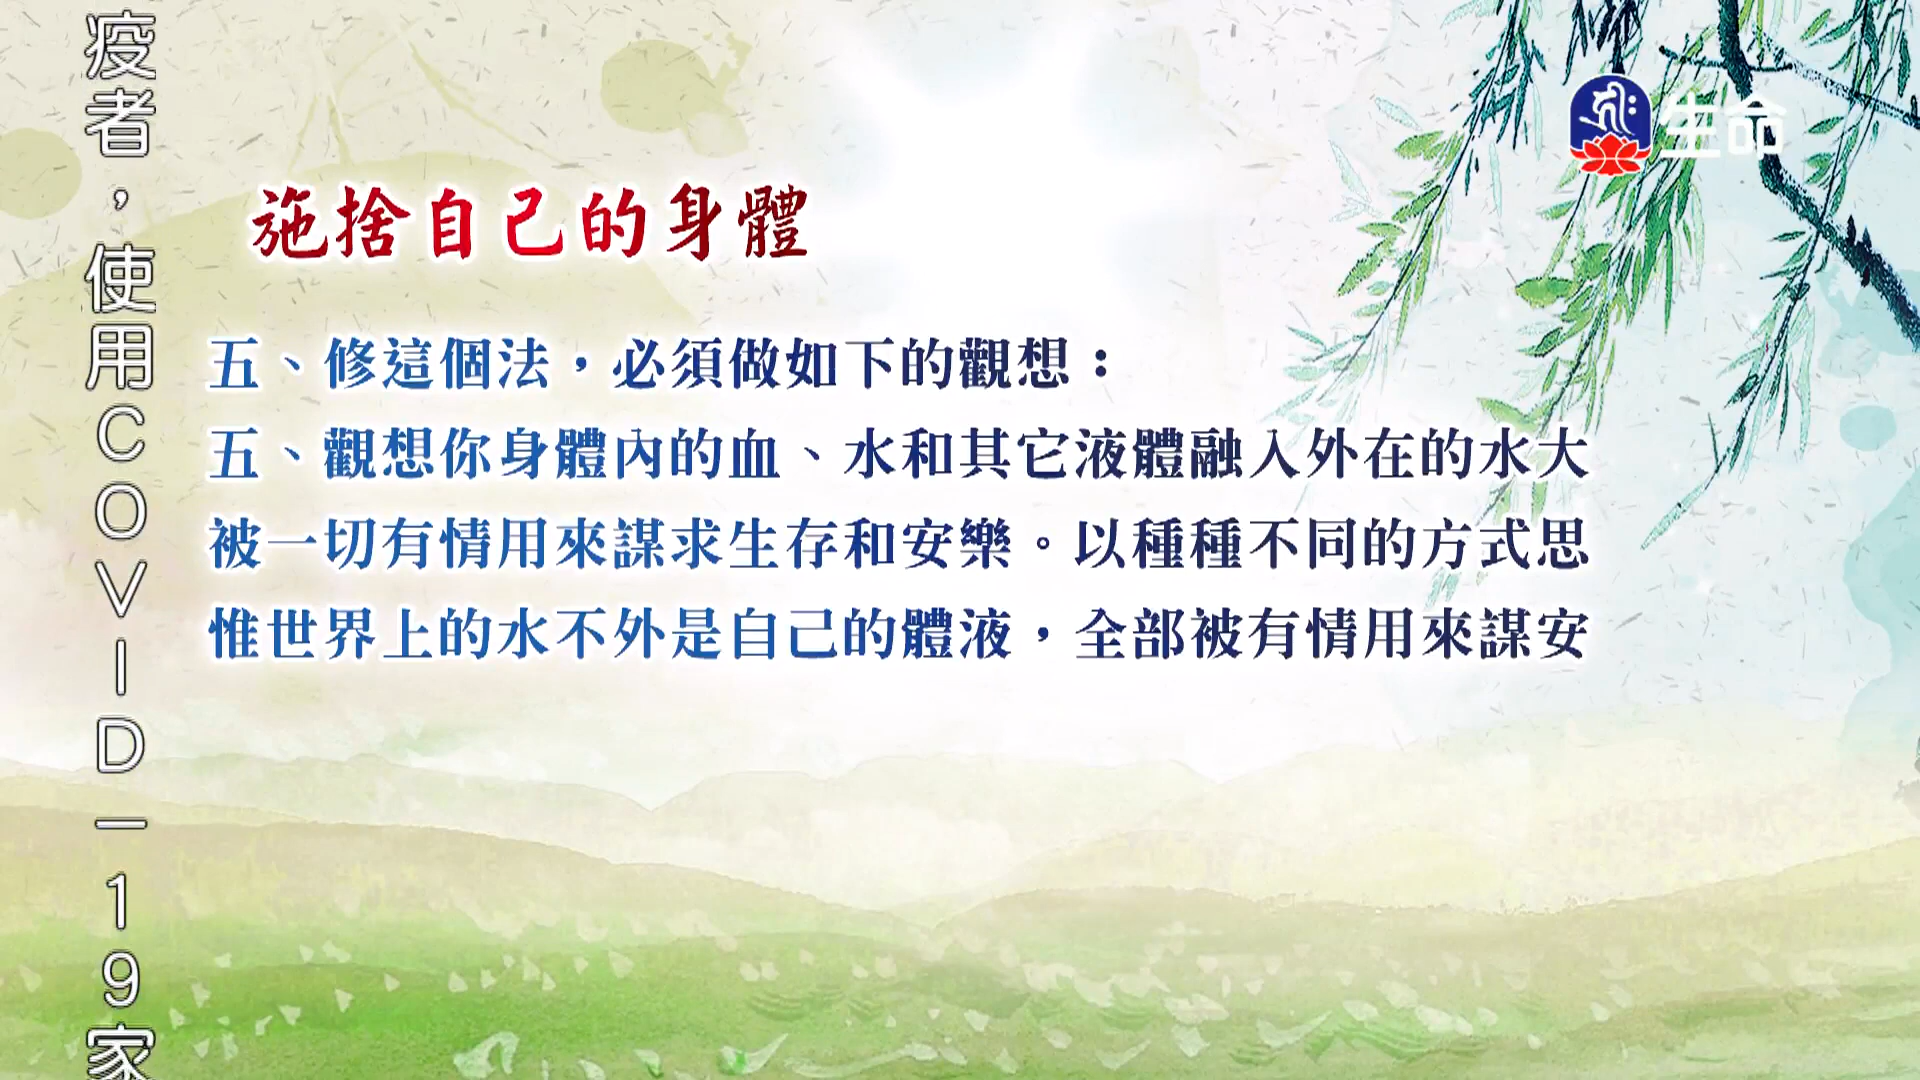 生命
施捨自己的身體
五、修這個法，必須做如下的觀想：
五、觀想你身體內的血、水和其它液體融入外在的水大
被一切有情用來謀求生存和安樂。以種種不同的方式思
惟世界上的水不外是自己的體液，全部被有情用來謀安
疫者，使用COVID－19家